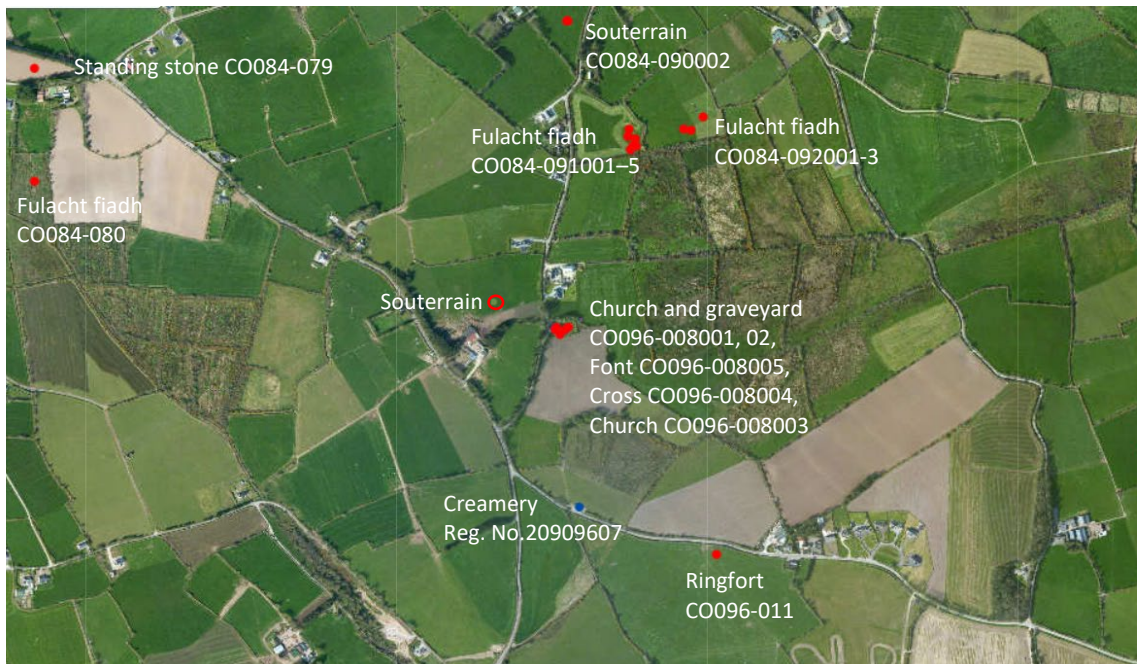 Souterrain
CO084-090002
Standing stone CO084-079
Fulacht fiadh
CO084-091001–5
Fulacht fiadh
CO084-092001-3
Fulacht fiadh
CO084-080
Souterrain
Church and graveyard
CO096-008001, 02,
Font CO096-008005,
Cross CO096-008004,
Church CO096-008003
Creamery
Reg. No.20909607
Ringfort
CO096-011